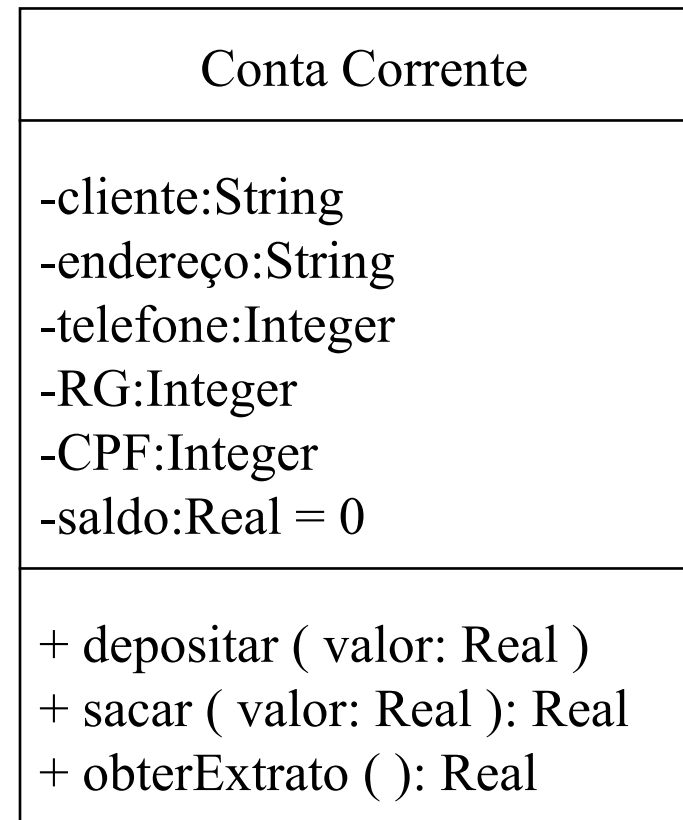 Conta Corrente
-cliente:String
-endereço:String
-telefone:Integer
-RG:Integer
-CPF:Integer
-saldo:Real = 0
+ depositar ( valor: Real )
+ sacar ( valor: Real ): Real
+ obterExtrato ( ): Real